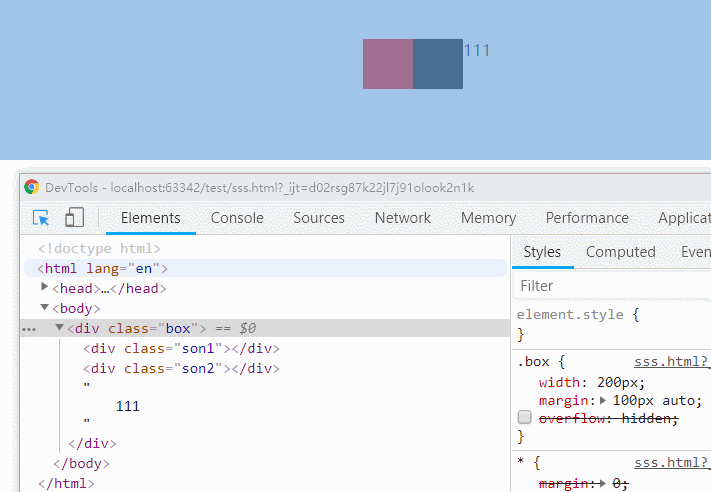 111
DevTools - localhost:63342/test/sss.html?_ijt=d02rsg87k22jl7j91olook2n1k
Elements Console Sources Network Memory Performance Applicat
<!doctype html>
<html lang="en">
<head>…</head>
<body>
<div class="box"> == $0
<div class="son1"></div>
<div class="son2"></div>
"
111
"
</div>
</body>
</html>
Styles Computed Even
Filter
element.style {
}
.box { sss.html?_
width: 200px;
margin: 100px auto;
overflow: hidden;
}
* { sss.html?_
margin: 0;